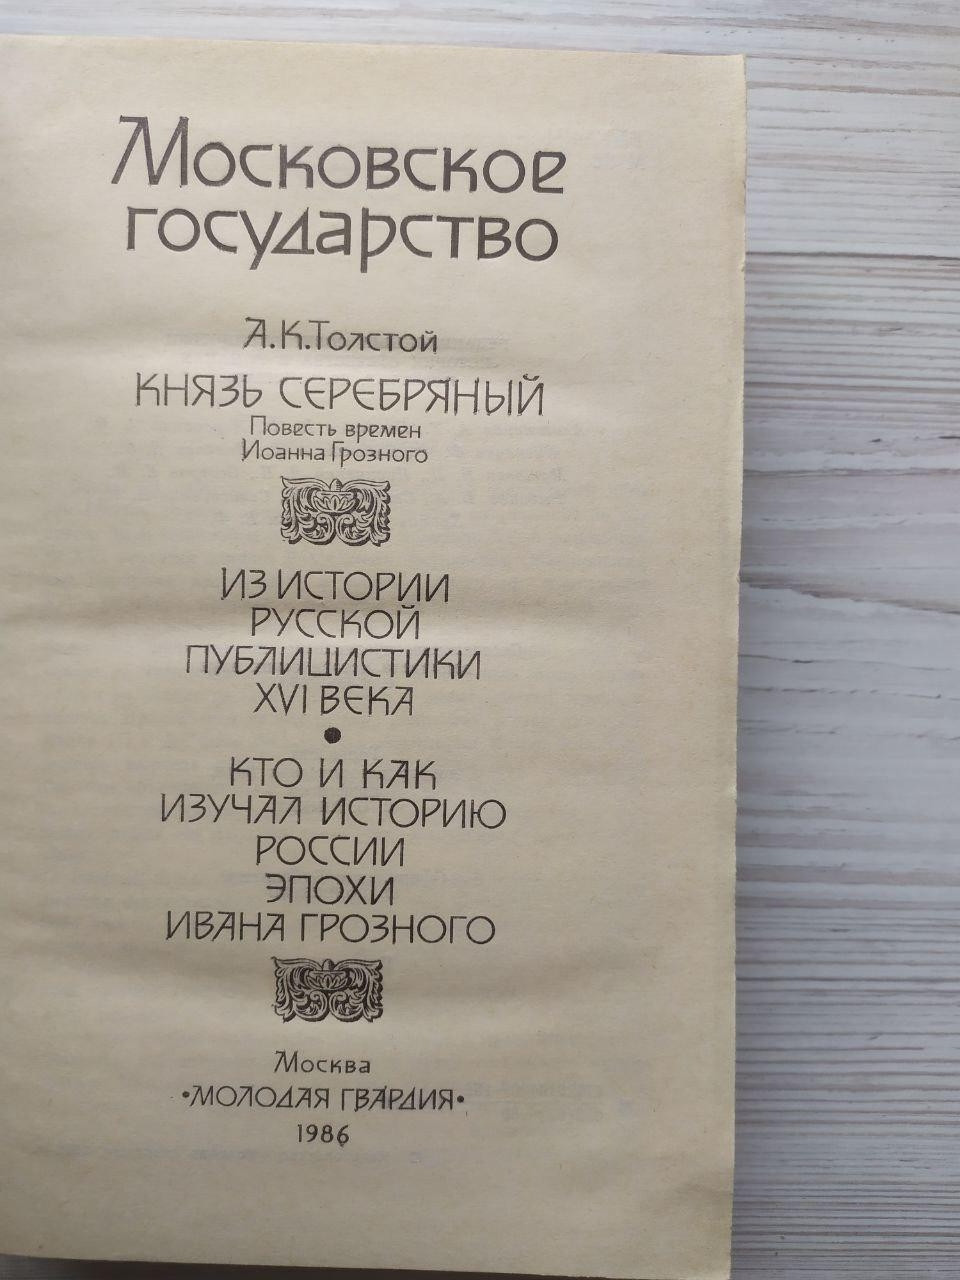 Московское
государство
А.К.Толстой
КНЯЗЬ СЕРЕБРЯНЫЙ
Повесть времен
Иоанна Грозного
ИЗ ИСТОРИИ
РУССКОЙ
ПУБЛИЦИСТИКИ
XVI ВЕКА
•
КТО И КАК
ИЗУЧАЛ ИСТОРИЮ
РОССИИ
ЭПОХИ
ИВАНА ГРОЗНОГО
Москва
•МОЛОДАЯ ГВАРДИЯ•
1986